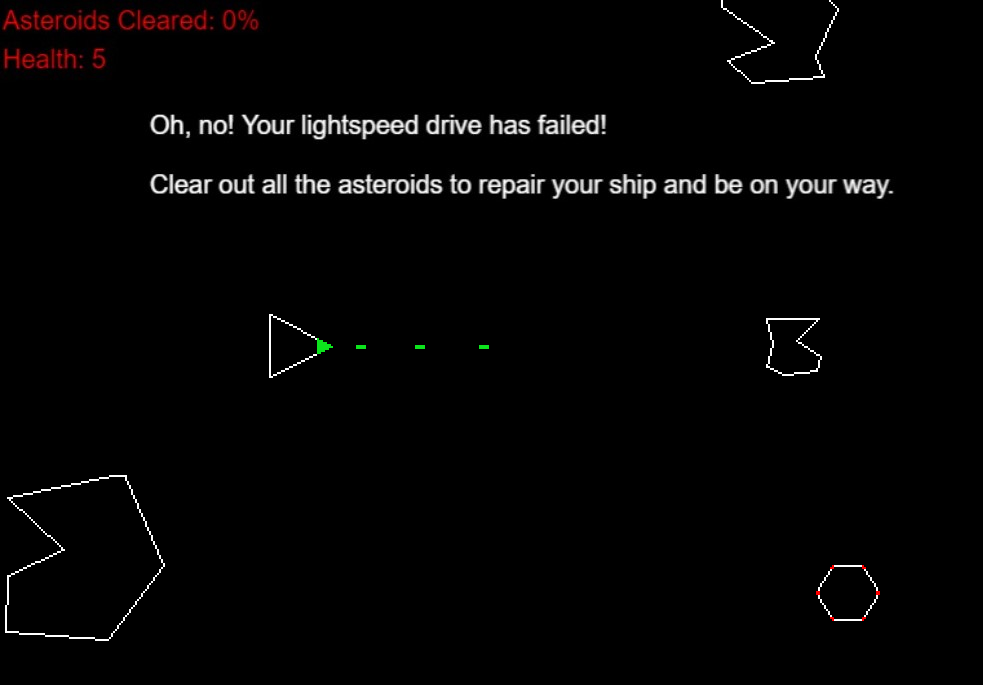 Asteroids Cleared: 0%
Health: 5
Oh, no! Your lightspeed drive has failed!
Clear out all the asteroids to repair your ship and be on your way.